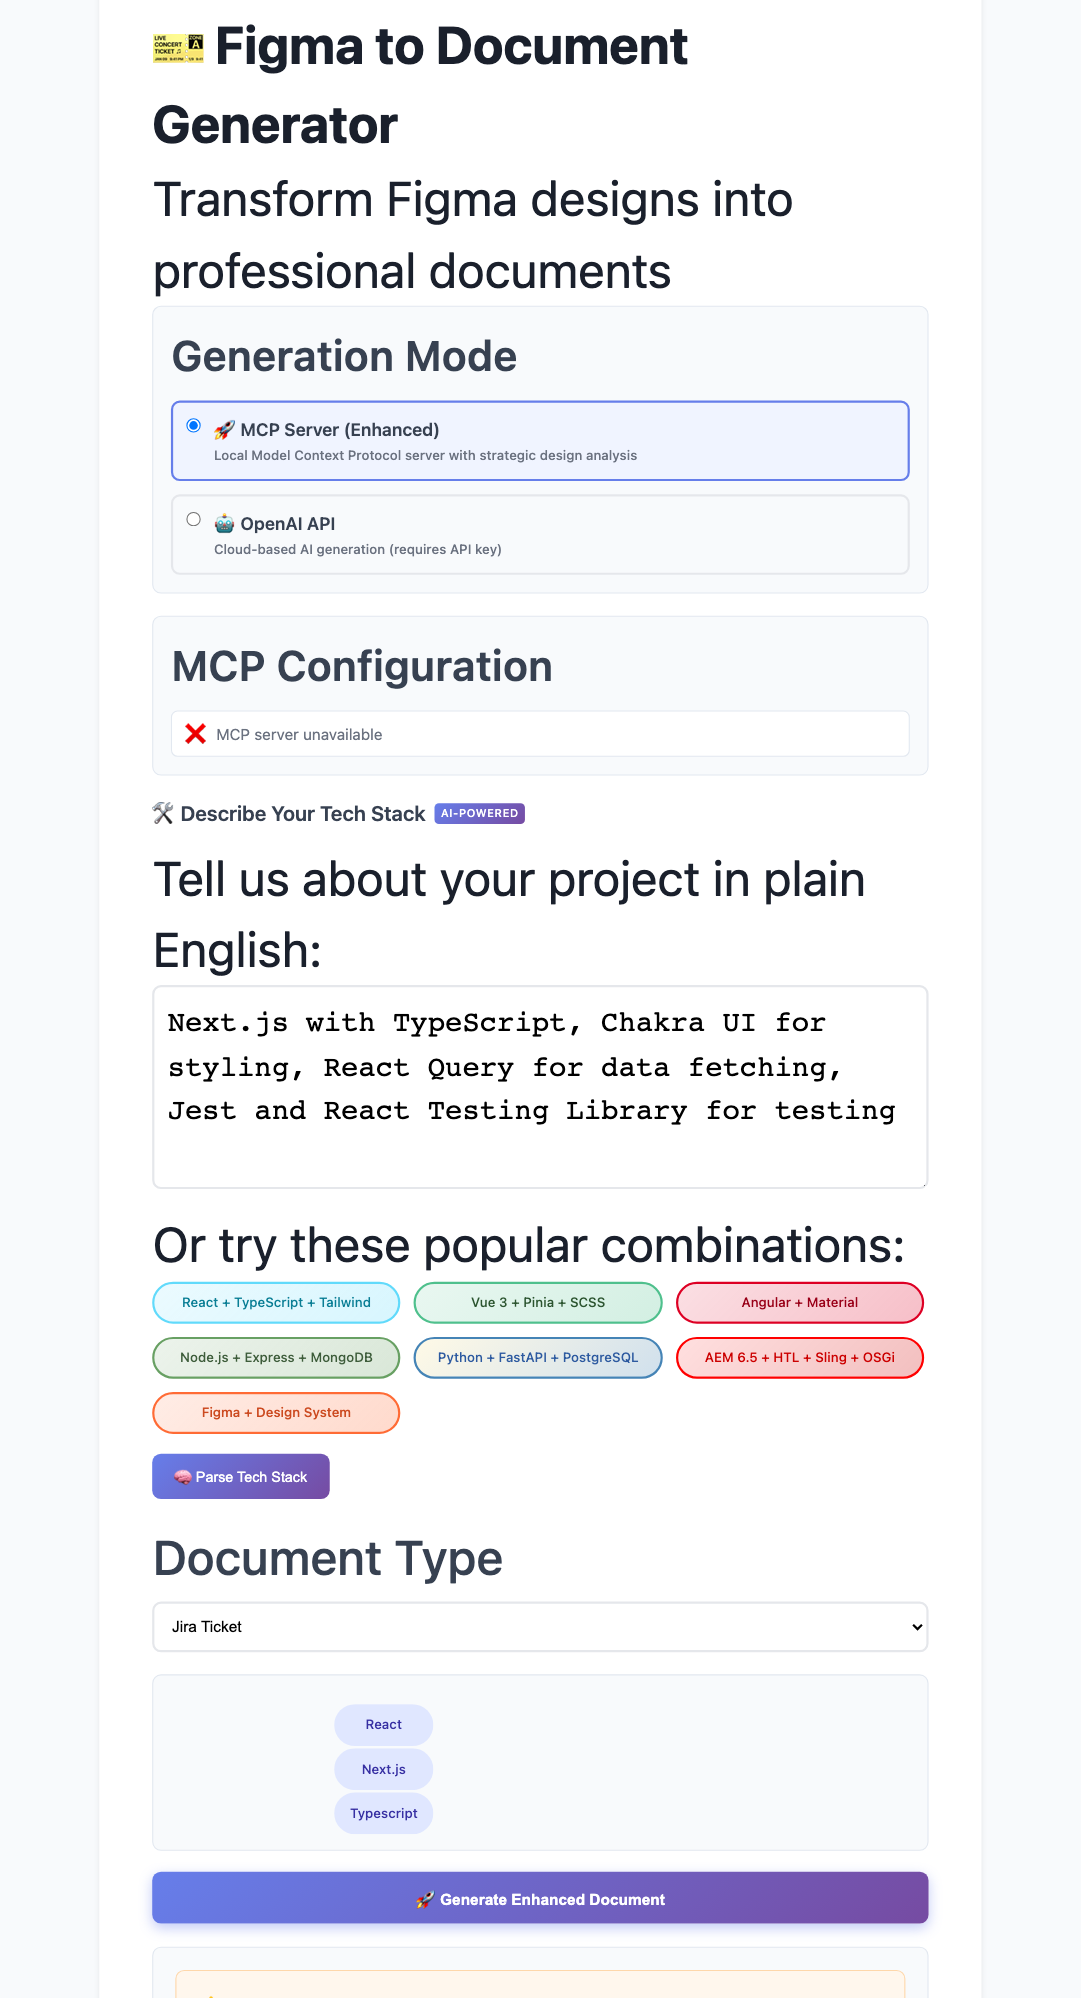 Figma to Document
Generator
Transform Figma designs into
professional documents
Generation Mode
MCP Server (Enhanced)
Local Model Context Protocol server with strategic design analysis
OpenAI API
Cloud-based AI generation (requires API key)
MCP Configuration
MCP server unavailable
Describe Your Tech Stack AI-POWERED
Tell us about your project in plain
English:
Next.js with TypeScript, Chakra UI for
styling, React Query for data fetching,
Jest and React Testing Library for testing
Or try these popular combinations:
React + TypeScript + Tailwind
Vue 3 + Pinia + SCSS
Angular + Material
Node.js + Express + MongoDB
Python + FastAPI + PostgreSQL
AEM 6.5 + HTL + Sling + OSGi
Figma + Design System
Parse Tech Stack
Document Type
Jira Ticket
React
Next.js
Typescript
Generate Enhanced Document